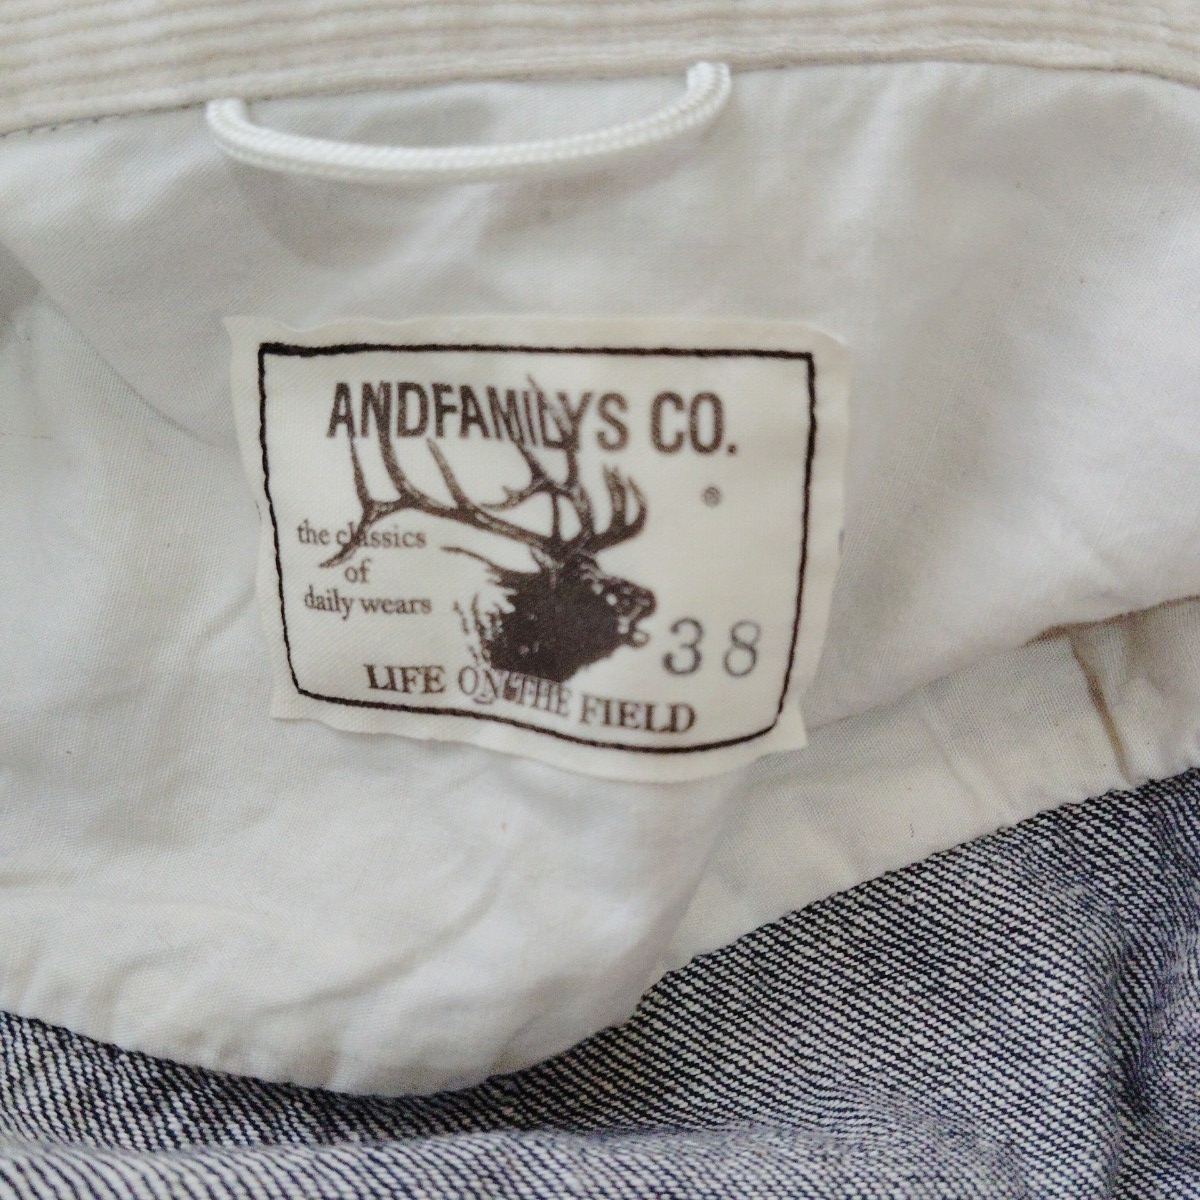 ANDFAMILYS CO.
®
the classics
of
daily wears
38
LIFE ON THE FIELD